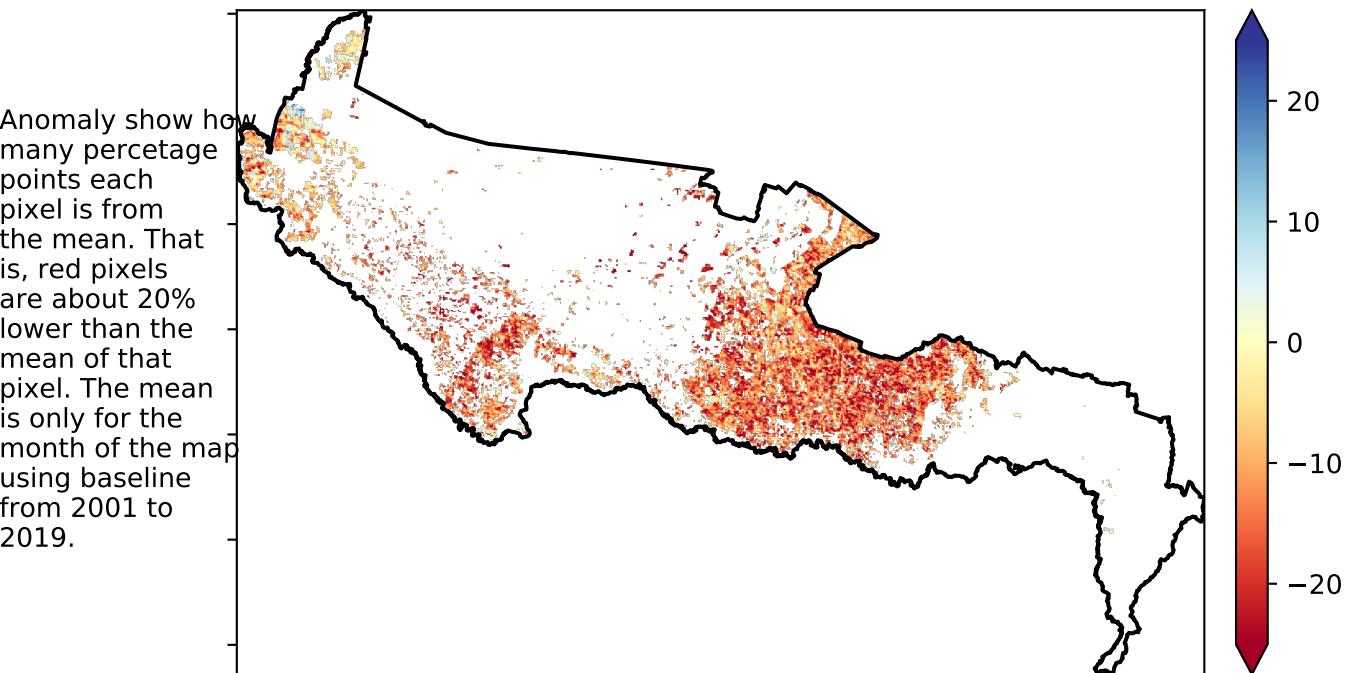 Anomaly show how
many percetage
points each
pixel is from
the mean. That
is, red pixels
are about 20%
lower than the
mean of that
pixel. The mean
is only for the
month of the map
using baseline
from 2001 to
2019.
20
10
0
−10
−20